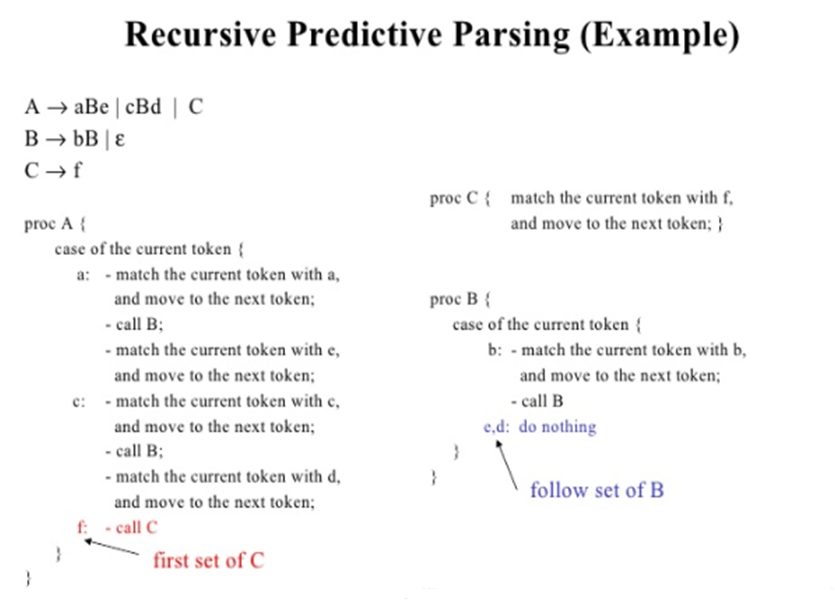 Recursive Predictive Parsing (Example)
A → aBe | cBd | C
B → bB | ε
C → f
proc A {
case of the current token {
a: - match the current token with a,
and move to the next token;
- call B;
- match the current token with e,
and move to the next token;
c: - match the current token with c,
and move to the next token;
- call B;
- match the current token with d,
and move to the next token;
f: - call C
}
first set of C
}
proc C { match the current token with f,
and move to the next token; }
proc B {
case of the current token {
b: - match the current token with b,
and move to the next token;
- call B
e,d: do nothing
}
}
follow set of B